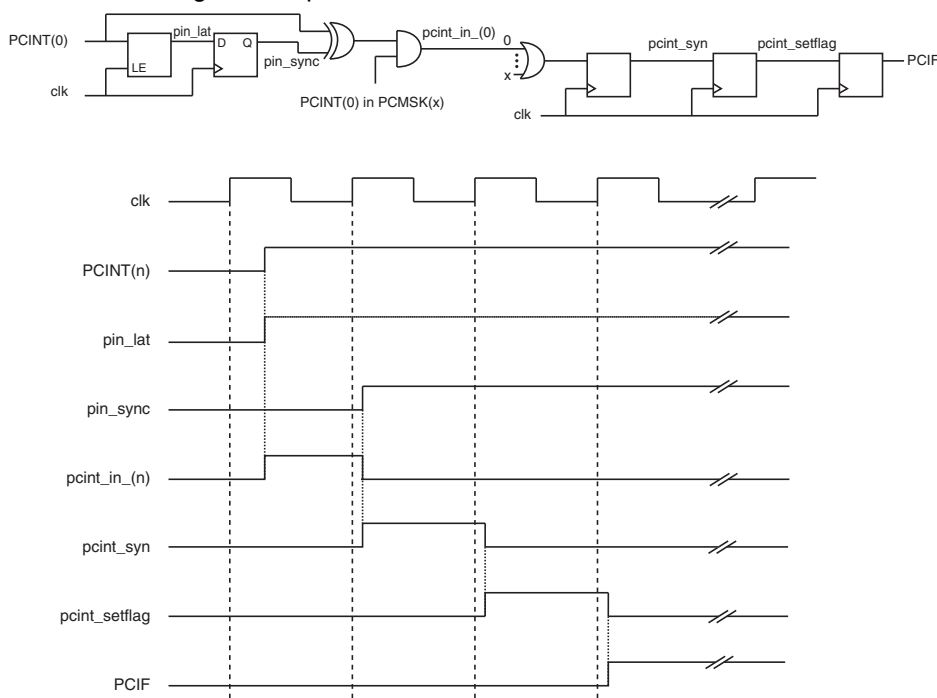 PCINT(0)
pin_lat
D Q
LE
clk
pin_sync
PCINT(0) in PCMSK(x)
pcint_in_(0)
0
x
clk
pcint_syn
pcint_setflag
PCIF
clk
PCINT(n)
pin_lat
pin_sync
pcint_in_(n)
pcint_syn
pcint_setflag
PCIF